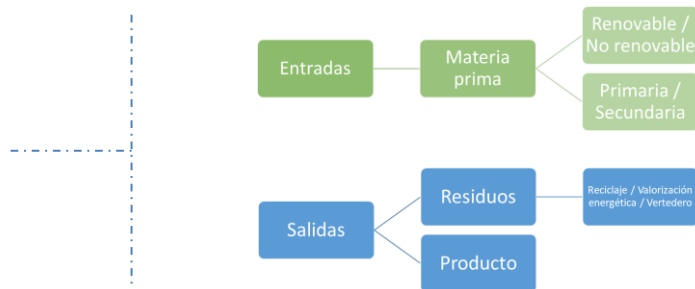 Entradas
Materia
prima
Renovable /
No renovable
Primaria /
Secundaria
Salidas
Residuos
Reciclaje / Valorización
energética / Vertedero
Producto